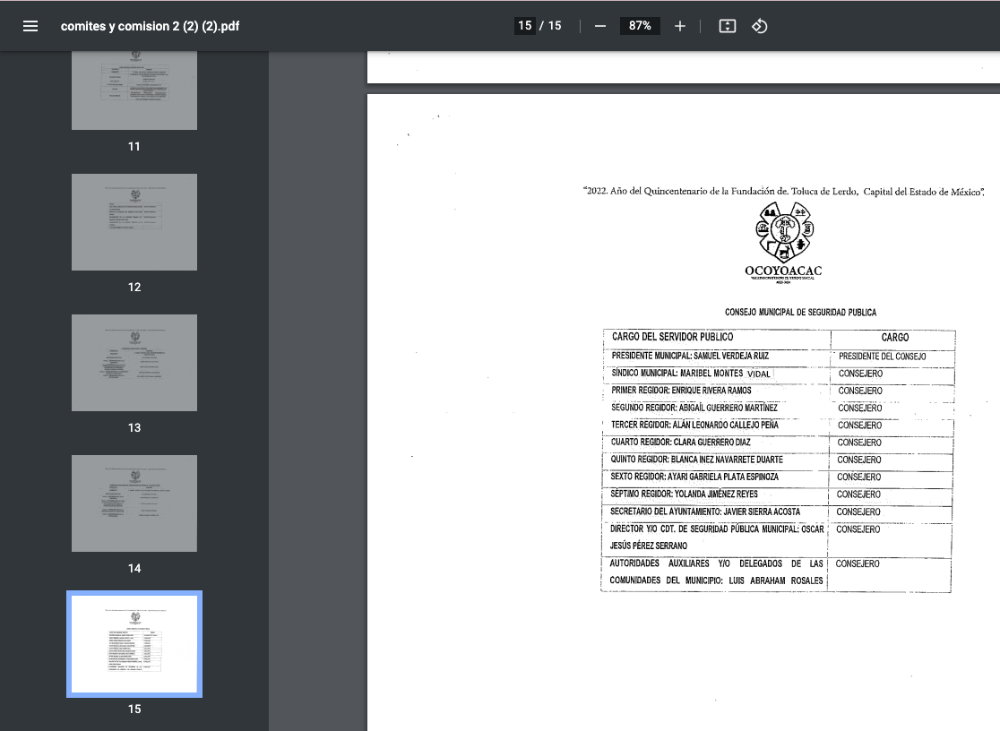 comites y comision 2 (2) (2).pdf
15 / 15
87%
11
12
13
14
15
"2022. Año del Quincentenario de la Fundación de. Toluca de Lerdo, Capital del Estado de México".
OCOYOACAC
CONSEJO MUNICIPAL DE SEGURIDAD PUBLICA
CARGO DEL SERVIDOR PUBLICO CARGO
PRESIDENTE MUNICIPAL: SAMUEL VERDEJA RUIZ PRESIDENTE DEL CONSEJO
SÍNDICO MUNICIPAL: MARIBEL MONTES VIDAL CONSEJERO
PRIMER REGIDOR: ENRIQUE RIVERA RAMOS CONSEJERO
SEGUNDO REGIDOR: ABIGAÍL GUERRERO MARTÍNEZ CONSEJERO
TERCER REGIDOR: ALÁN LEONARDO CALLEJO PEÑA CONSEJERO
CUARTO REGIDOR: CLARA GUERRERO DIAZ CONSEJERO
QUINTO REGIDOR: BLANCA INEZ NAVARRETE DUARTE CONSEJERO
SEXTO REGIDOR: AYARI GABRIELA PLATA ESPINOZA CONSEJERO
SÉPTIMO REGIDOR: YOLANDA JIMÉNEZ REYES CONSEJERO
SECRETARIO DEL AYUNTAMIENTO: JAVIER SIERRA ACOSTA CONSEJERO
DIRECTOR Y/O CDT. DE SEGURIDAD PÚBLICA MUNICIPAL: OSCAR CONSEJERO
JESÚS PÉREZ SERRANO
AUTORIDADES AUXILIARES Y/O DELEGADOS DE LAS CONSEJERO
COMUNIDADES DEL MUNICIPIO: LUIS ABRAHAM ROSALES